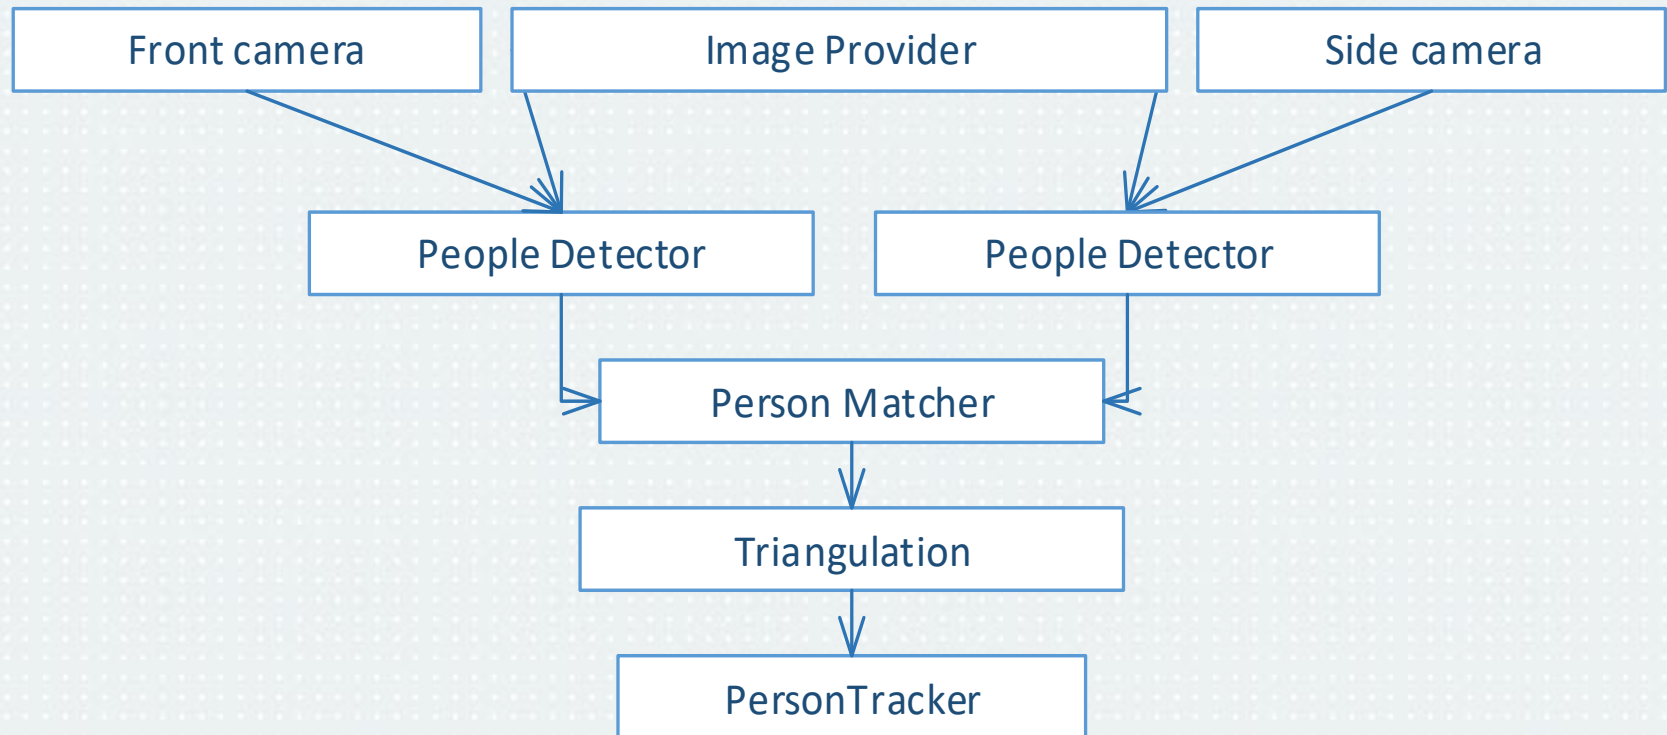 Front camera
Image Provider
Side camera
People Detector
People Detector
Person Matcher
Triangulation
PersonTracker